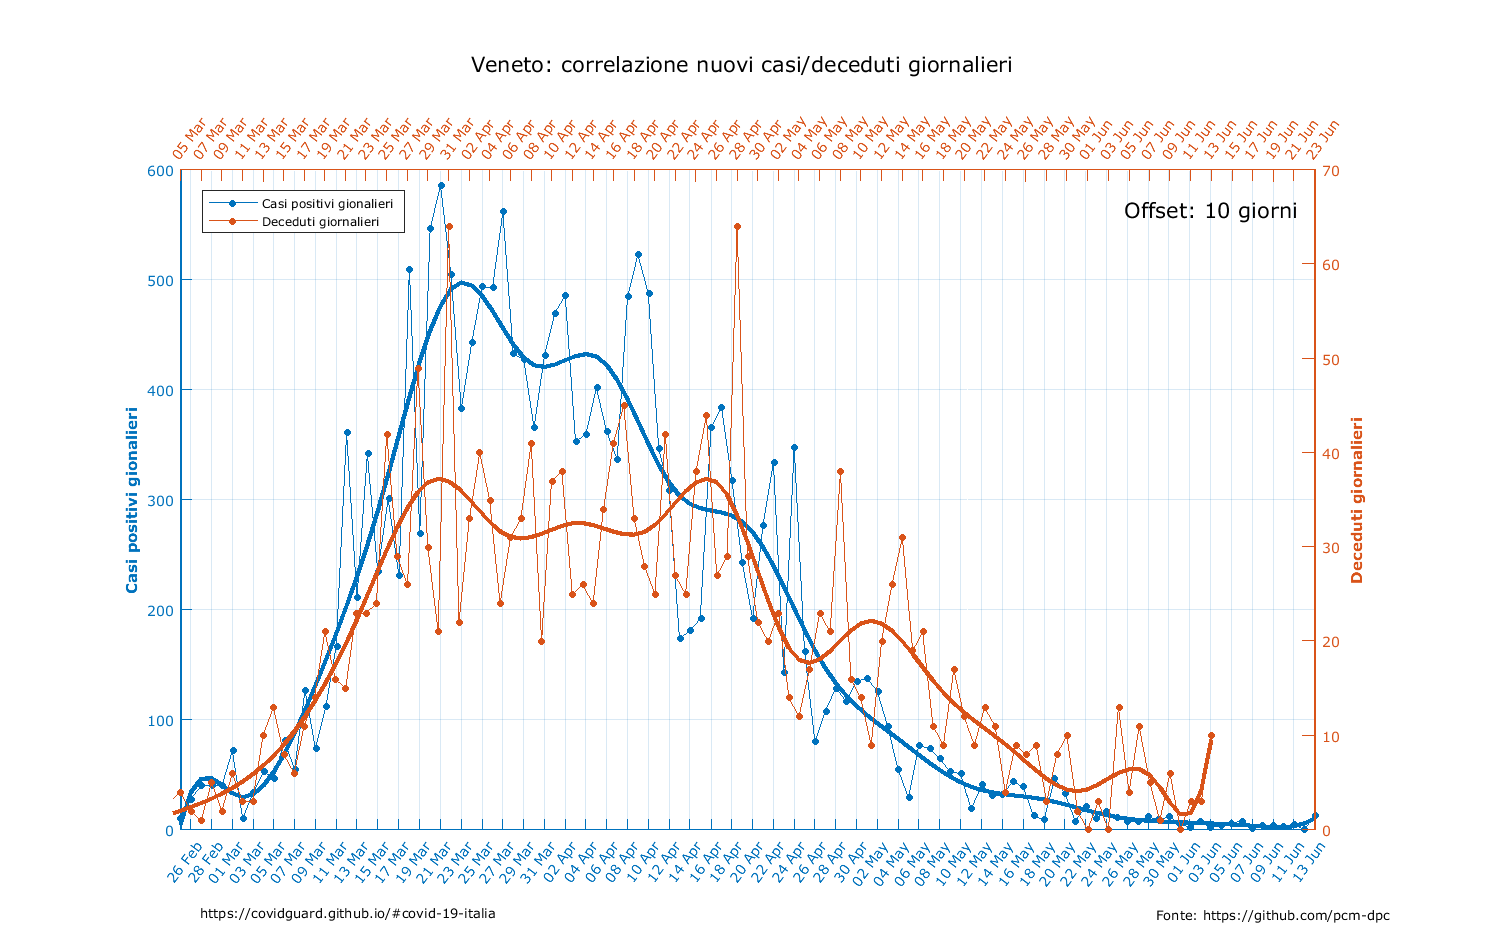 Veneto: correlazione nuovi casi/deceduti giornalieri
05 Mar 07 Mar 09 Mar 11 Mar 13 Mar 15 Mar 17 Mar 19 Mar 21 Mar 23 Mar 25 Mar 27 Mar 29 Mar 31 Mar 02 Apr 04 Apr 06 Apr 08 Apr 10 Apr 12 Apr 14 Apr 16 Apr 18 Apr 20 Apr 22 Apr 24 Apr 26 Apr 28 Apr 30 Apr 02 May 04 May 06 May 08 May 10 May 12 May 14 May 16 May 18 May 20 May 22 May 24 May 26 May 28 May 30 May 01 Jun 03 Jun 05 Jun 07 Jun 09 Jun 11 Jun 13 Jun 15 Jun 17 Jun 19 Jun 21 Jun 23 Jun
Casi positivi gionalieri
Deceduti giornalieri
Offset: 10 giorni
600
500
400
300
200
100
0
Casi positivi gionalieri
70
60
50
40
30
20
10
0
Deceduti giornalieri
26 Feb 28 Feb 01 Mar 03 Mar 05 Mar 07 Mar 09 Mar 11 Mar 13 Mar 15 Mar 17 Mar 19 Mar 21 Mar 23 Mar 25 Mar 27 Mar 29 Mar 31 Mar 02 Apr 04 Apr 06 Apr 08 Apr 10 Apr 12 Apr 14 Apr 16 Apr 18 Apr 20 Apr 22 Apr 24 Apr 26 Apr 28 Apr 30 Apr 02 May 04 May 06 May 08 May 10 May 12 May 14 May 16 May 18 May 20 May 22 May 24 May 26 May 28 May 30 May 01 Jun 03 Jun 05 Jun 07 Jun 09 Jun 11 Jun 13 Jun
https://covidguard.github.io/#covid-19-italia
Fonte: https://github.com/pcm-dpc